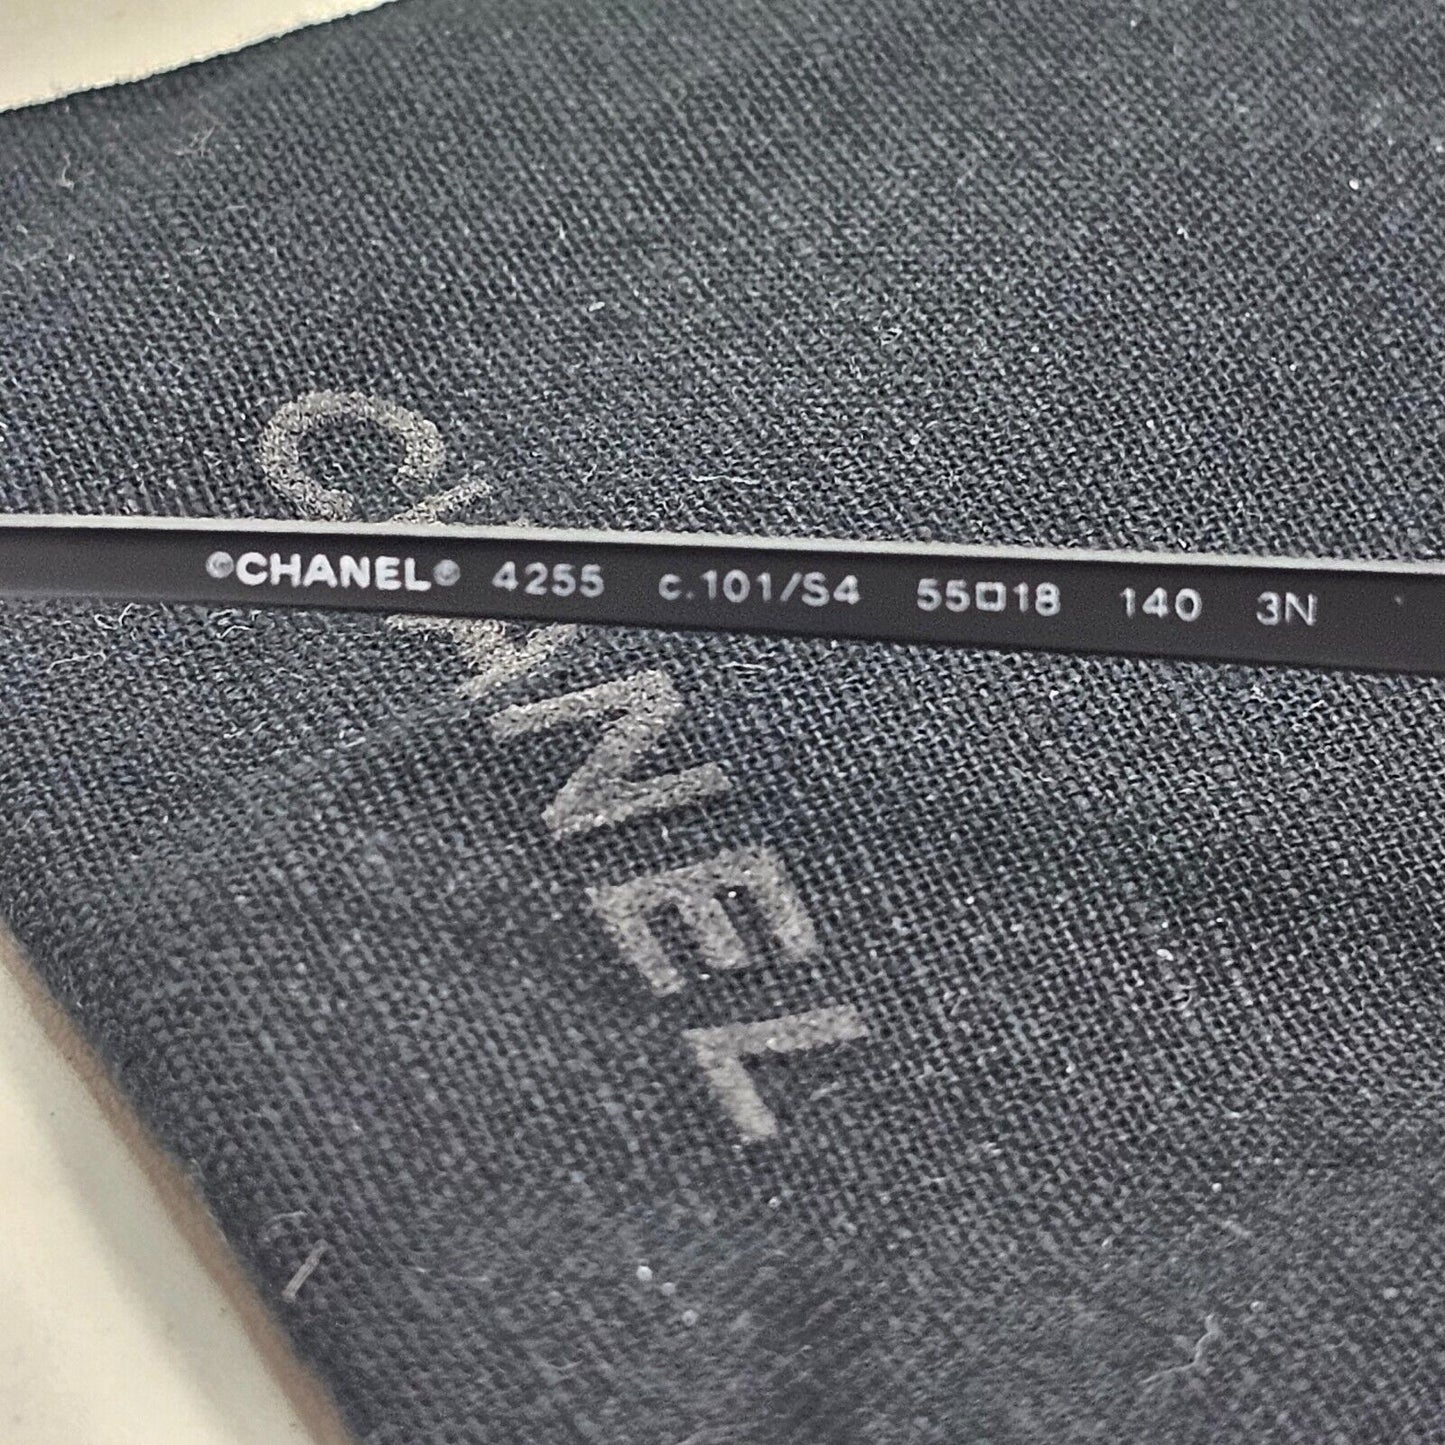 ©CHANEL® 4255 c.101/S4 55□18 140 3N
CHANEL